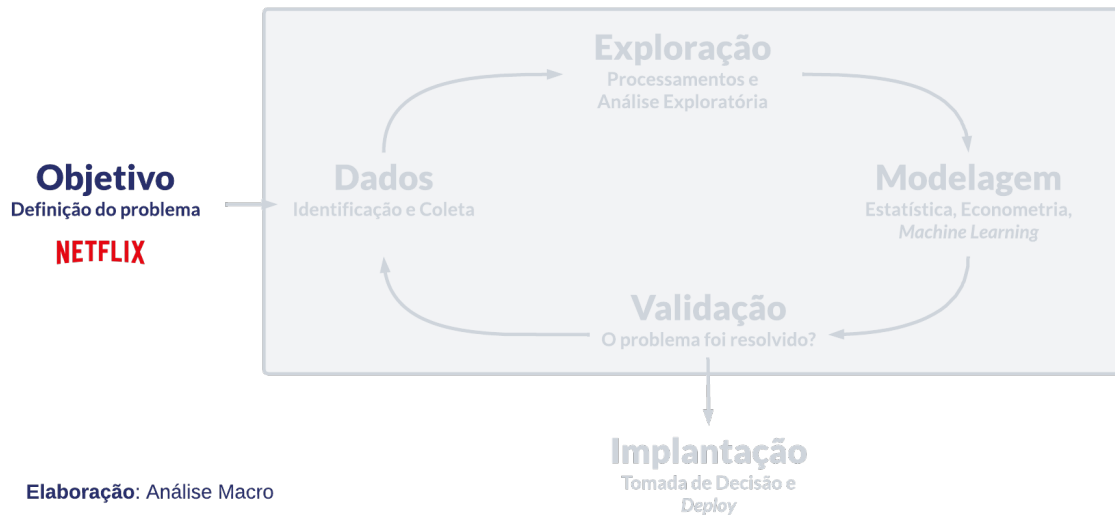 Exploração
Processamentos e
Análise Exploratória
Objetivo
Definição do problema
NETFLIX
Dados
Identificação e Coleta
Modelagem
Estatística, Econometria,
Machine Learning
Validação
O problema foi resolvido?
Implantação
Tomada de Decisão e
Deploy
Elaboração: Análise Macro